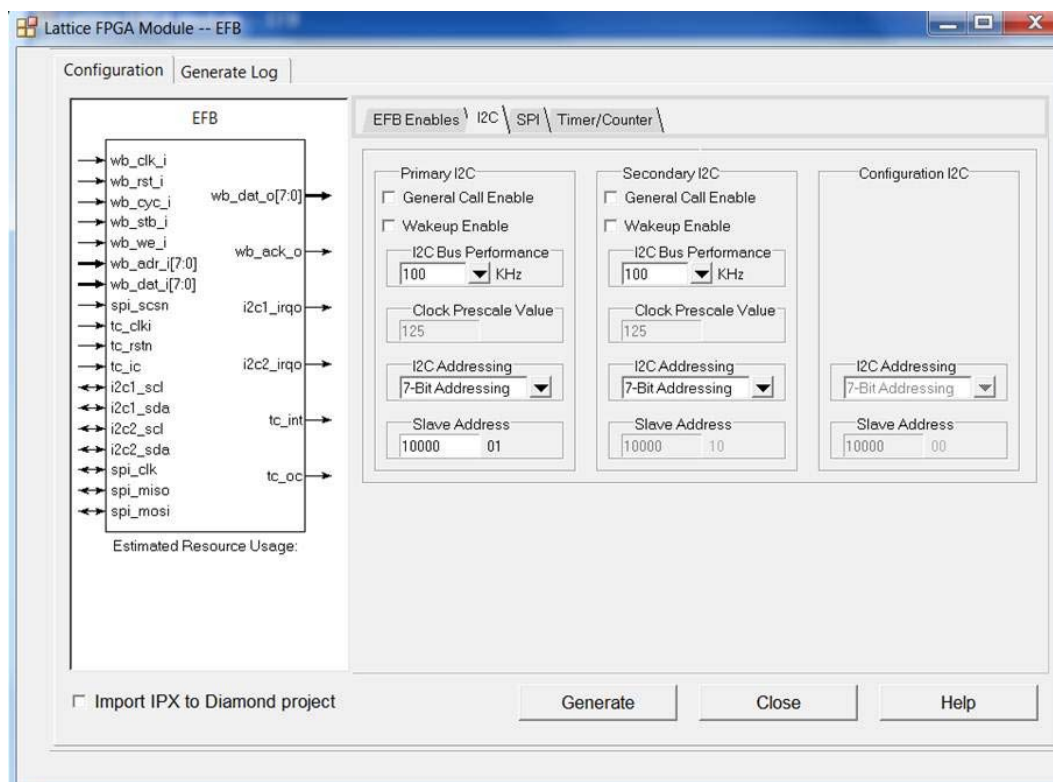 Lattice FPGA Module -- EFB
Configuration
Generate Log
EFB
wb_clk_i
wb_rst_i
wb_cyc_i
wb_stb_i
wb_we_i
wb_adr_i[7:0]
wb_dat_i[7:0]
spi_scsn
tc_clki
tc_rstn
tc_ic
i2c1_scl
i2c1_sda
i2c2_scl
i2c2_sda
spi_clk
spi_miso
spi_mosi
wb_dat_o[7:0]
wb_ack_o
i2c1_irqo
i2c2_irqo
tc_int
tc_oc
Estimated Resource Usage:
EFB Enables I2C SPI Timer/Counter
Primary I2C
General Call Enable
Wakeup Enable
I2C Bus Performance
100 KHz
Clock Prescale Value
125
I2C Addressing
7-Bit Addressing
Slave Address
10000 01
Secondary I2C
General Call Enable
Wakeup Enable
I2C Bus Performance
100 KHz
Clock Prescale Value
125
I2C Addressing
7-Bit Addressing
Slave Address
10000 10
Configuration I2C
I2C Addressing
7-Bit Addressing
Slave Address
10000 00
Import IPX to Diamond project
Generate
Close
Help